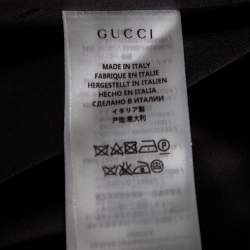 GUCCI
MADE IN ITALY
FABRIQUE EN ITALIE
HERGESTELLT IN ITALIEN
HECHO EN ITALIA
СДЕЛАНО В ИТАЛИИ
イタリア製
产地:意大利